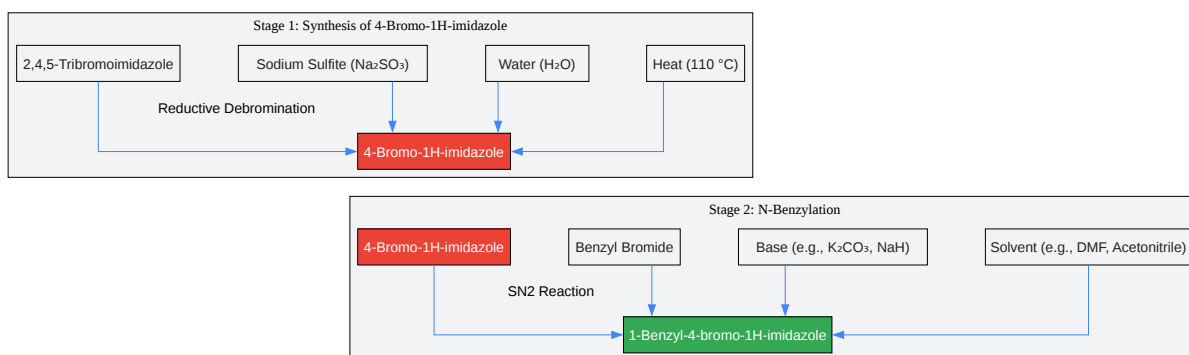 Stage 1: Synthesis of 4-Bromo-1H-imidazole
2,4,5-Tribromoimidazole
Sodium Sulfite (Na₂SO₃)
Water (H₂O)
Heat (110 °C)
Reductive Debromination
4-Bromo-1H-imidazole
Stage 2: N-Benzylation
4-Bromo-1H-imidazole
Benzyl Bromide
Base (e.g., K₂CO₃, NaH)
Solvent (e.g., DMF, Acetonitrile)
SN2 Reaction
1-Benzyl-4-bromo-1H-imidazole